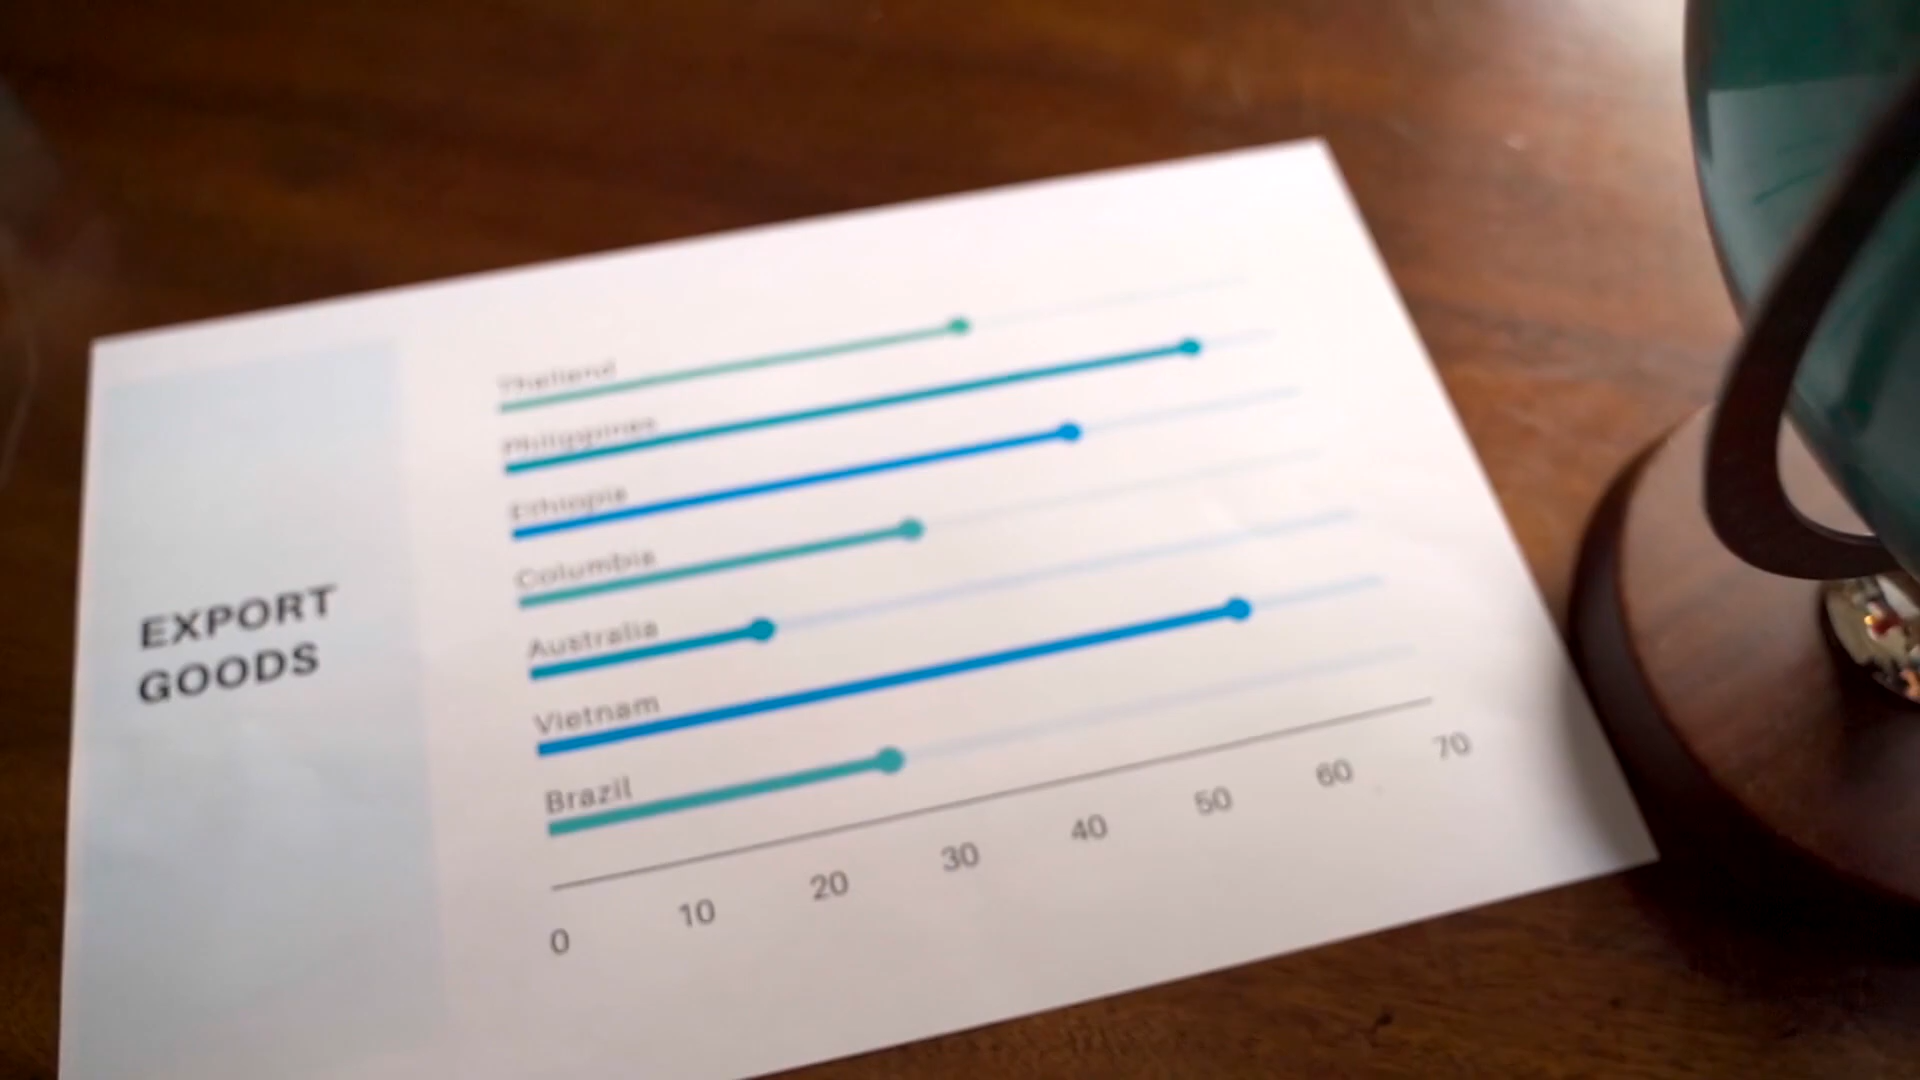 EXPORT
GOODS
Thailand
Philippines
Ethiopia
Columbia
Australia
Vietnam
Brazil
0 10 20 30 40 50 60 70